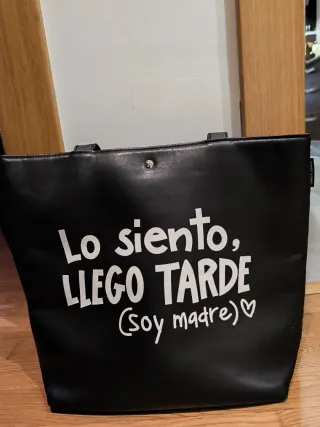 Lo siento,
LLEGO TARDE
(soy madre)♡